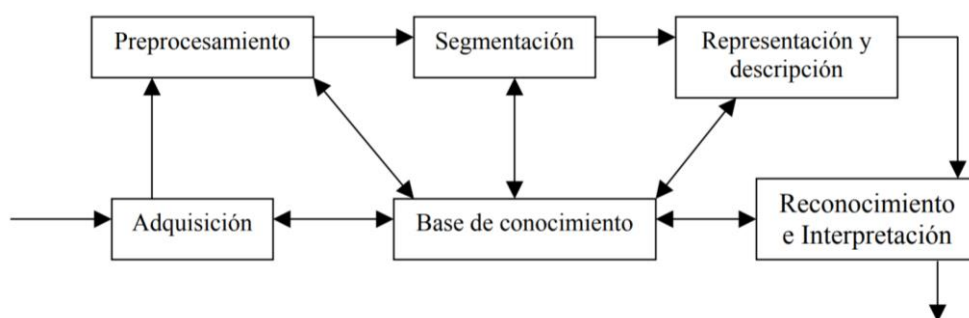 Preprocesamiento
Segmentación
Representación y
descripción
Adquisición
Base de conocimiento
Reconocimiento
e Interpretación